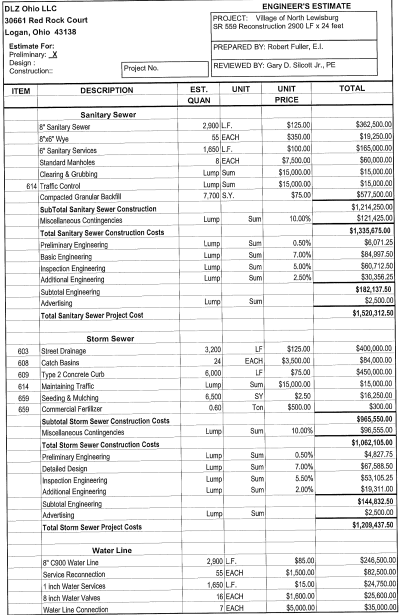 DLZ Ohio LLC
30661 Red Rock Court
Logan, Ohio 43138
Estimate For:
Preliminary: X
Design :
Construction::
Project No.
ENGINEER'S ESTIMATE
PROJECT: Village of North Lewisburg
SR 559 Reconstruction 2900 LF x 24 feet
PREPARED BY: Robert Fuller, E.I.
REVIEWED BY: Gary D. Silcott Jr., PE
ITEM DESCRIPTION EST. QUAN UNIT UNIT PRICE TOTAL
Sanitary Sewer
8" Sanitary Sewer 2,900 L.F. $125.00 $362,500.00
8"x6" Wye 55 EACH $350.00 $19,250.00
6" Sanitary Services 1,650 L.F. $100.00 $165,000.00
Standard Manholes 8 EACH $7,500.00 $60,000.00
Clearing & Grubbing Lump Sum $15,000.00 $15,000.00
614 Traffic Control Lump Sum $15,000.00 $15,000.00
Compacted Granular Backfill 7,700 S.Y. $75.00 $577,500.00
SubTotal Sanitary Sewer Construction $1,214,250.00
Miscellaneous Contingencies Lump Sum 10.00% $121,425.00
Total Sanitary Sewer Construction Costs $1,335,675.00
Preliminary Engineering Lump Sum 0.50% $6,071.25
Basic Engineering Lump Sum 7.00% $84,997.50
Inspection Engineering Lump Sum 5.00% $60,712.50
Additional Engineering Lump Sum 2.50% $30,356.25
Subtotal Engineering $182,137.50
Advertising Lump Sum $2,500.00
Total Sanitary Sewer Project Cost $1,520,312.50
Storm Sewer
603 Street Drainage 3,200 LF $125.00 $400,000.00
608 Catch Basins 24 EACH $3,500.00 $84,000.00
609 Type 2 Concrete Curb 6,000 LF $75.00 $450,000.00
614 Maintaining Traffic Lump Sum $15,000.00 $15,000.00
659 Seeding & Mulching 6,500 SY $2.50 $16,250.00
659 Commercial Fertilizer 0.60 Ton $500.00 $300.00
Subtotal Storm Sewer Construction Costs $965,550.00
Miscellaneous Contingencies Lump Sum 10.00% $96,555.00
Total Storm Sewer Construction Costs $1,062,105.00
Preliminary Engineering Lump Sum 0.50% $4,827.75
Detailed Design Lump Sum 7.00% $67,588.50
Inspection Engineering Lump Sum 5.50% $53,105.25
Additional Engineering Lump Sum 2.00% $19,311.00
Subtotal Engineering $144,832.50
Advertising Lump Sum $2,500.00
Total Storm Sewer Project Costs $1,209,437.50
Water Line
8" C900 Water Line 2,900 L.F. $85.00 $246,500.00
Service Reconnection 55 EACH $1,500.00 $82,500.00
1 inch Water Services 1,650 L.F. $15.00 $24,750.00
8 inch Water Valves 16 EACH $1,600.00 $25,600.00
Water Line Connection 7 EACH $5,000.00 $35,000.00